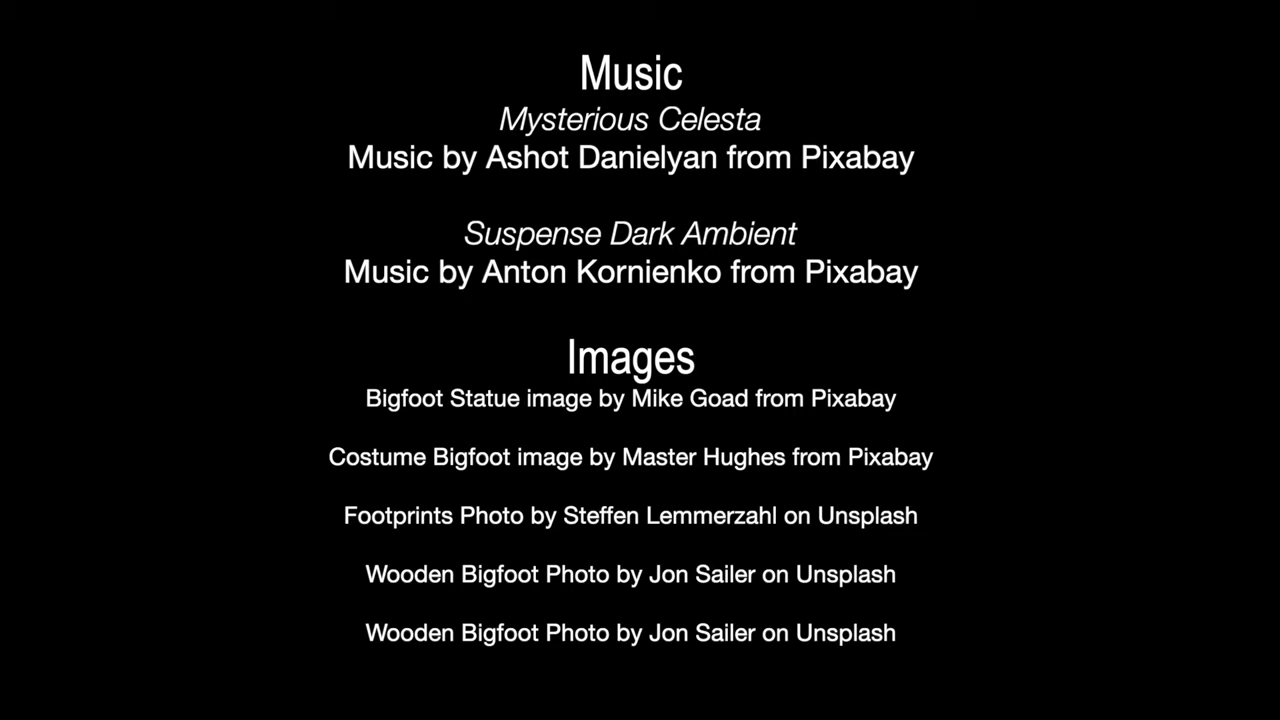 Music
Mysterious Celesta
Music by Ashot Danielyan from Pixabay
Suspense Dark Ambient
Music by Anton Kornienko from Pixabay
Images
Bigfoot Statue image by Mike Goad from Pixabay
Costume Bigfoot image by Master Hughes from Pixabay
Footprints Photo by Steffen Lemmerzahl on Unsplash
Wooden Bigfoot Photo by Jon Sailer on Unsplash
Wooden Bigfoot Photo by Jon Sailer on Unsplash